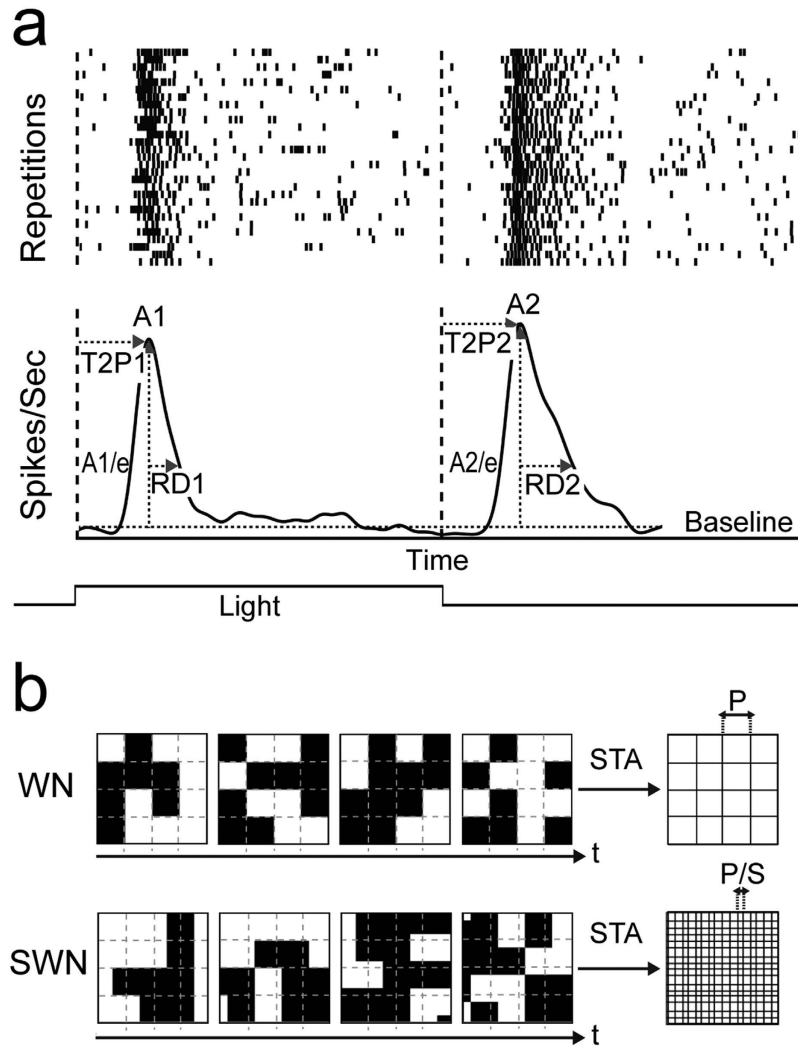 a
Repetitions
Spikes/Sec
A1
A2
T2P1
T2P2
A1/e
RD1
A2/e
RD2
Baseline
Time
Light
b
WN
STA
P
t
SWN
STA
P/S
t